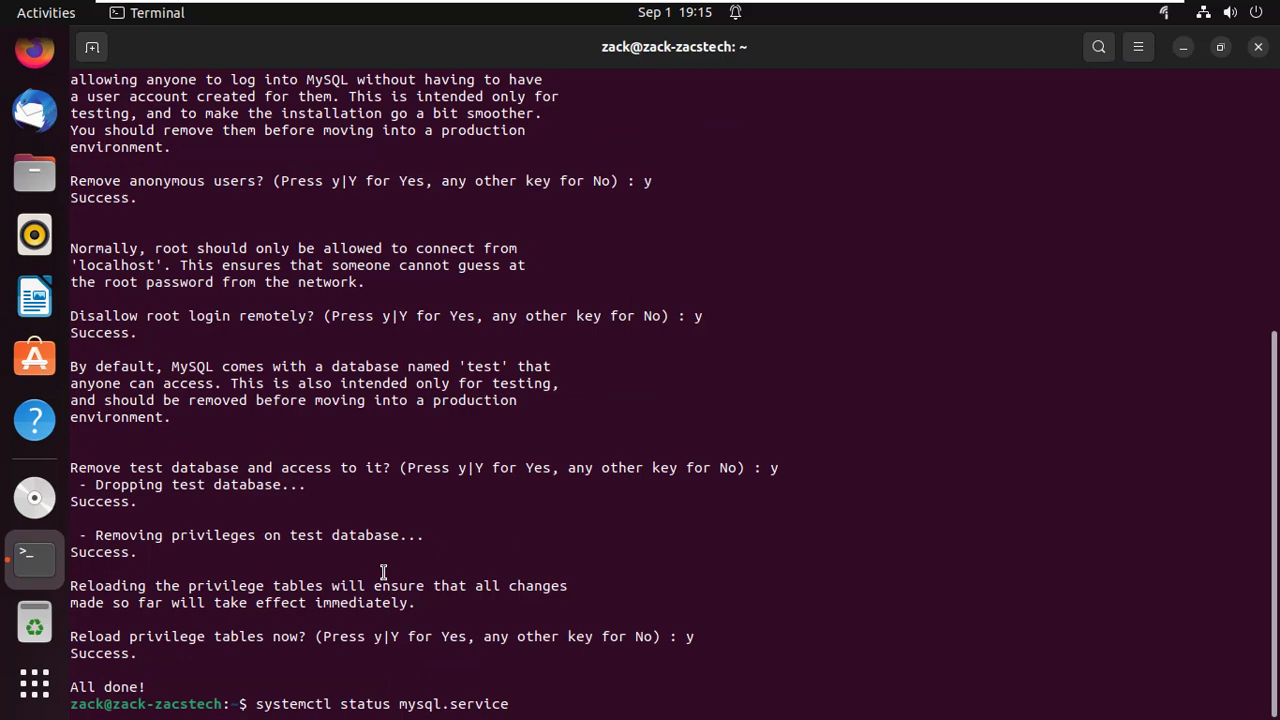 Activities
Terminal
Sep 1 19:15
zack@zack-zacstech: ~
allowing anyone to log into MySQL without having to have
a user account created for them. This is intended only for
testing, and to make the installation go a bit smoother.
You should remove them before moving into a production
environment.
Remove anonymous users? (Press y|Y for Yes, any other key for No) : y
Success.
Normally, root should only be allowed to connect from
'localhost'. This ensures that someone cannot guess at
the root password from the network.
Disallow root login remotely? (Press y|Y for Yes, any other key for No) : y
Success.
By default, MySQL comes with a database named 'test' that
anyone can access. This is also intended only for testing,
and should be removed before moving into a production
environment.
Remove test database and access to it? (Press y|Y for Yes, any other key for No) : y
 - Dropping test database...
Success.
 - Removing privileges on test database...
Success.
Reloading the privilege tables will ensure that all changes
made so far will take effect immediately.
Reload privilege tables now? (Press y|Y for Yes, any other key for No) : y
Success.
All done!
zack@zack-zacstech:~$ systemctl status mysql.service